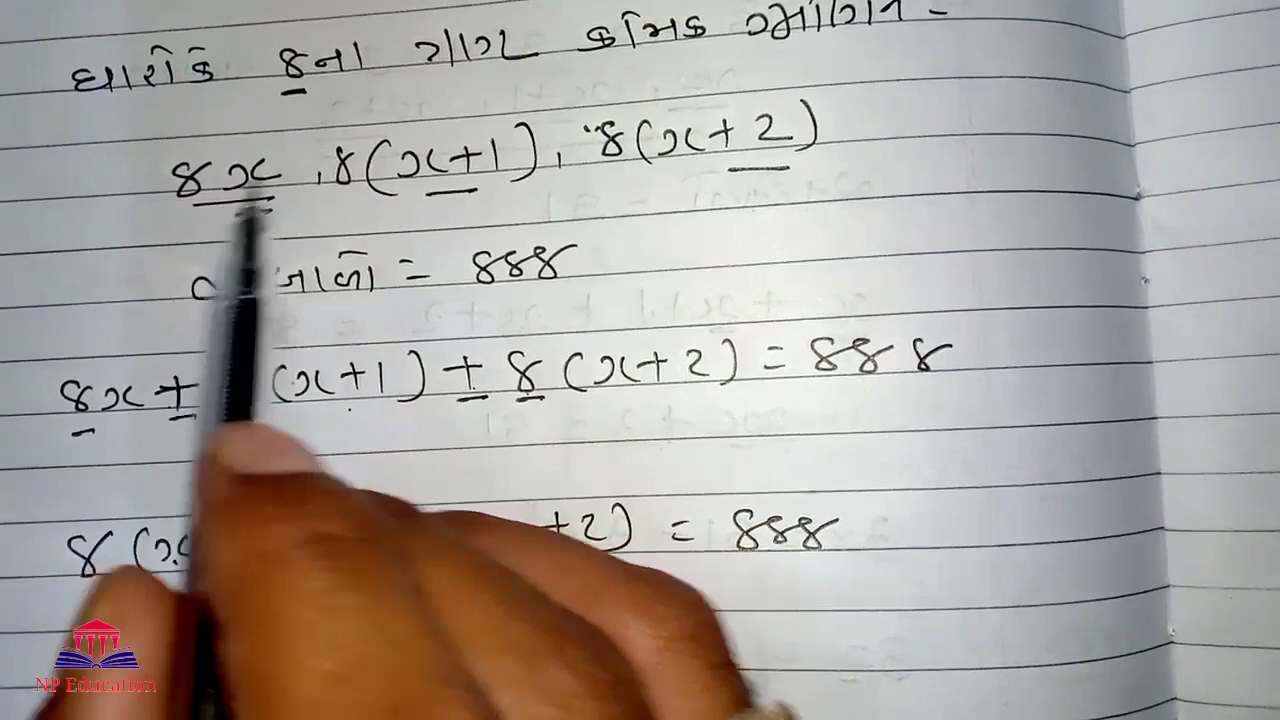 ધારોકે 8ના ત્રણ ક્રમિક ગુણિત -
8x , 8(x+1), 8(x+2)
= 888
8x + (x+1) + 8 (x+2) = 888
8 (x +2) = 888
NP Education